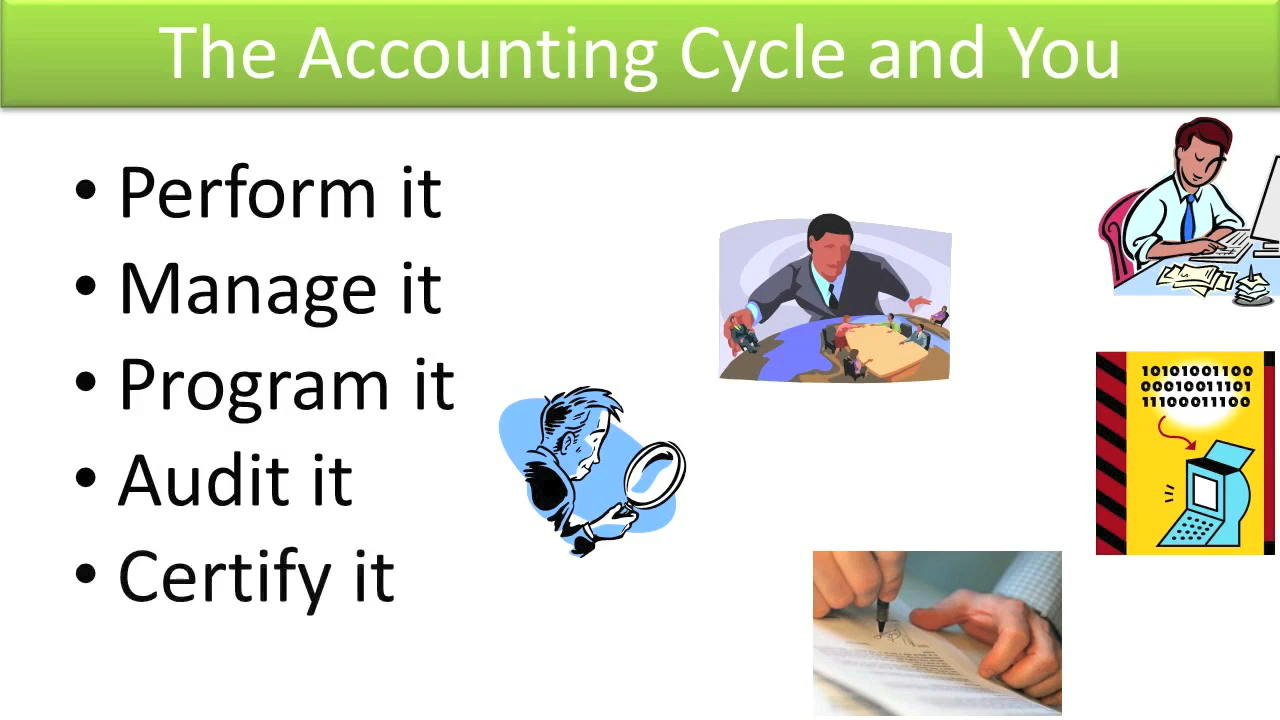 The Accounting Cycle and You
• Perform it
• Manage it
• Program it
• Audit it
• Certify it
10101001100
00010011101
11100011100